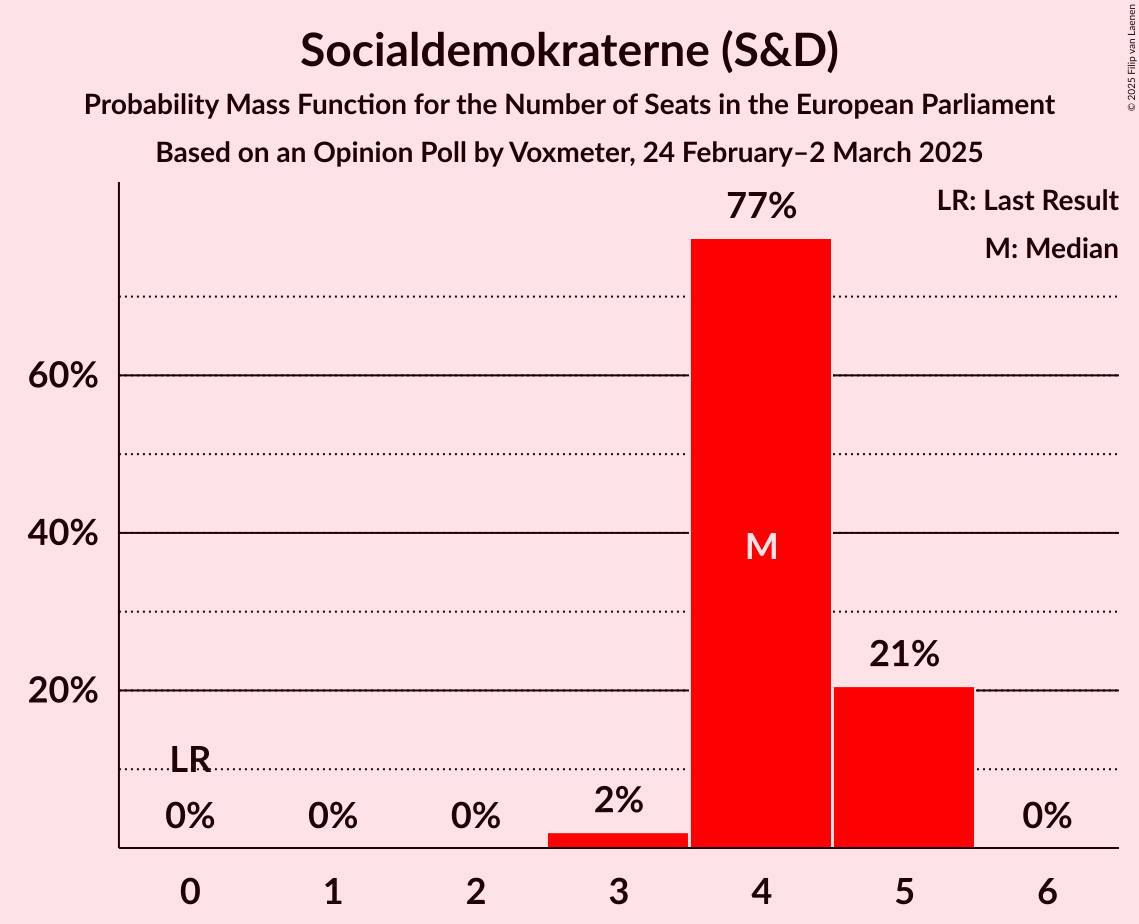 Socialdemokraterne (S&D)
Probability Mass Function for the Number of Seats in the European Parliament
Based on an Opinion Poll by Voxmeter, 24 February–2 March 2025
© 2025 Filip van Laenen
LR: Last Result
M: Median
77%
60%
40%
M
21%
20%
LR
2%
0%
0%
0%
0%
0
1
2
3
4
5
6